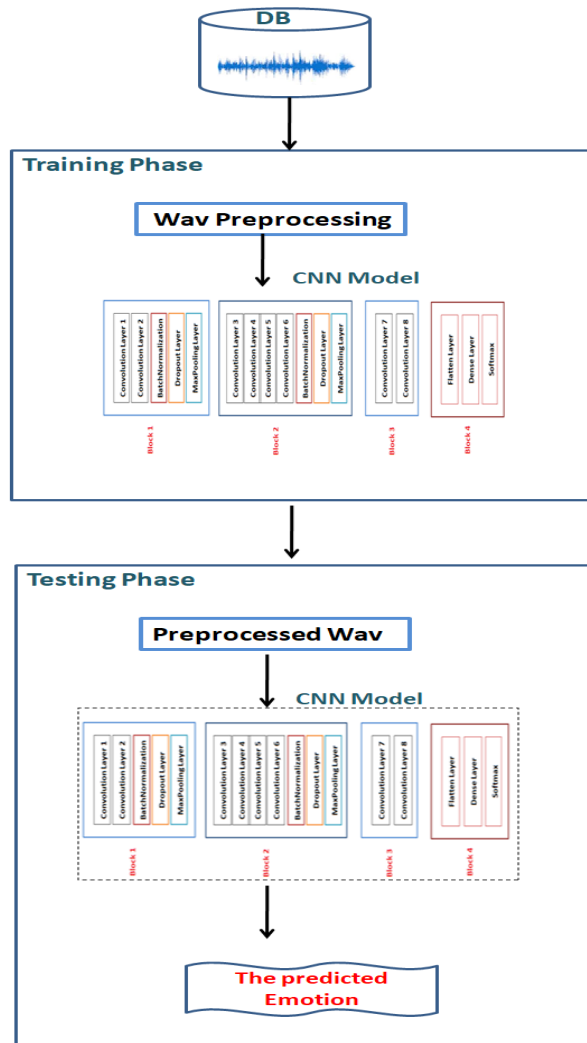 DB
Training Phase
Wav Preprocessing
CNN Model
Convolution Layer 1
Convolution Layer 2
BatchNormalization
Dropout Layer
MaxPooling Layer
Block 1
Convolution Layer 3
Convolution Layer 4
Convolution Layer 5
Convolution Layer 6
BatchNormalization
Dropout Layer
MaxPooling Layer
Block 2
Convolution Layer 7
Convolution Layer 8
Block 3
Flatten Layer
Dense Layer
Softmax
Block 4
Testing Phase
Preprocessed Wav
CNN Model
Convolution Layer 1
Convolution Layer 2
BatchNormalization
Dropout Layer
MaxPooling Layer
Block 1
Convolution Layer 3
Convolution Layer 4
Convolution Layer 5
Convolution Layer 6
BatchNormalization
Dropout Layer
MaxPooling Layer
Block 2
Convolution Layer 7
Convolution Layer 8
Block 3
Flatten Layer
Dense Layer
Softmax
Block 4
The predicted
Emotion